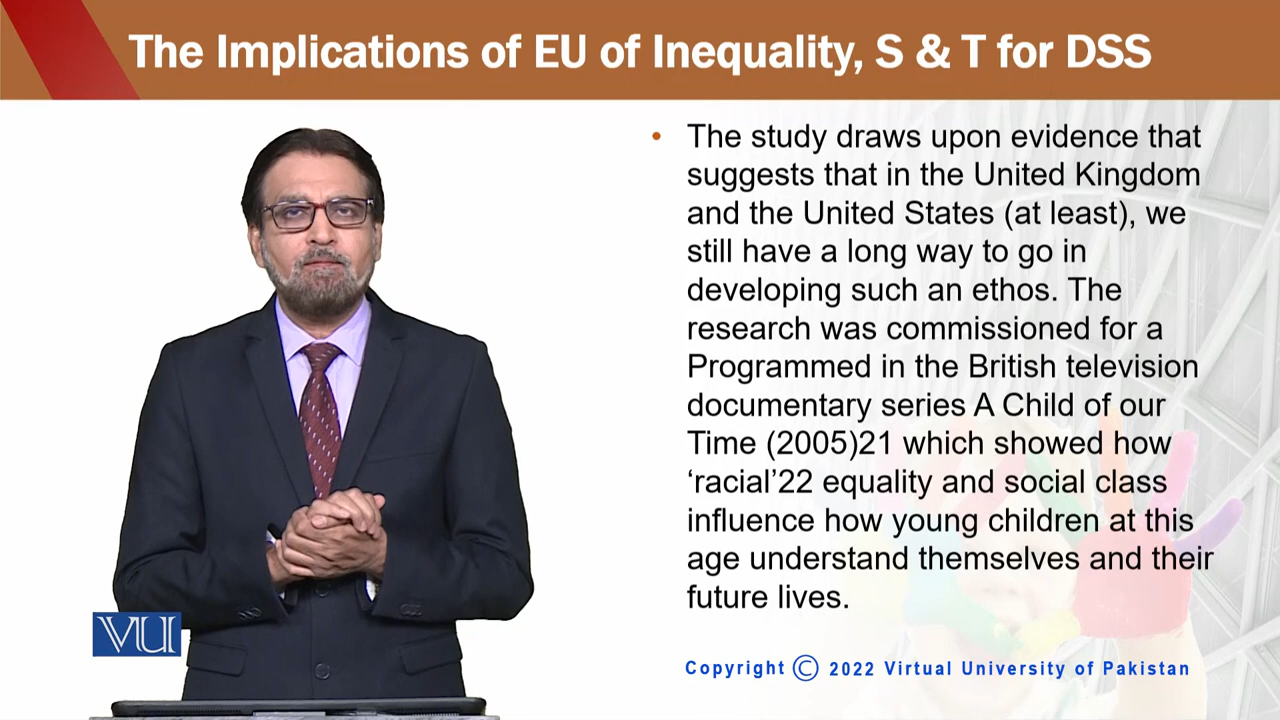 The Implications of EU of Inequality, S & T for DSS
• The study draws upon evidence that
suggests that in the United Kingdom
and the United States (at least), we
still have a long way to go in
developing such an ethos. The
research was commissioned for a
Programmed in the British television
documentary series A Child of our
Time (2005)21 which showed how
‘racial’22 equality and social class
influence how young children at this
age understand themselves and their
future lives.
VU
Copyright © 2022 Virtual University of Pakistan